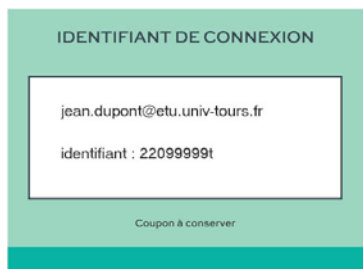 IDENTIFIANT DE CONNEXION
jean.dupont@etu.univ-tours.fr
identifiant : 22099999t
Coupon à conserver